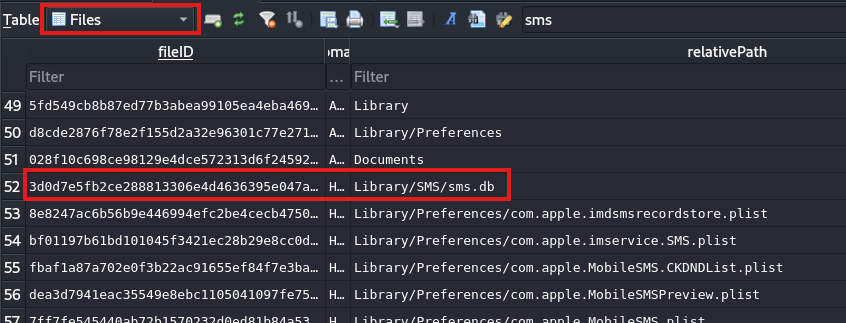 Table: Files sms
fileID oma relativePath
Filter ... Filter
49 5fd549cb8b87ed77b3abea99105ea4eba469… A… Library
50 d8cde2876f78e2f155d2a32e96301c77e271… A… Library/Preferences
51 028f10c698ce98129e4dce572313d6f24592… A… Documents
52 3d0d7e5fb2ce288813306e4d4636395e047a… H… Library/SMS/sms.db
53 8e8247ac6b56b9e446994efc2be4cecb4750… H… Library/Preferences/com.apple.imdsmsrecordstore.plist
54 bf01197b61bd101045f3421ec28b29e8cc0d… H… Library/Preferences/com.apple.imservice.SMS.plist
55 fbaf1a87a702e0f3b22ac91655ef84f7e3ba… H… Library/Preferences/com.apple.MobileSMS.CKDNDList.plist
56 dea3d7941eac35549e8ebc1105041097fe75… H… Library/Preferences/com.apple.MobileSMSPreview.plist
57 7ff7fe545440ab72b1570232d0ed81b84a53 H… Library/Preferences/com.apple.MobileSMS.plist